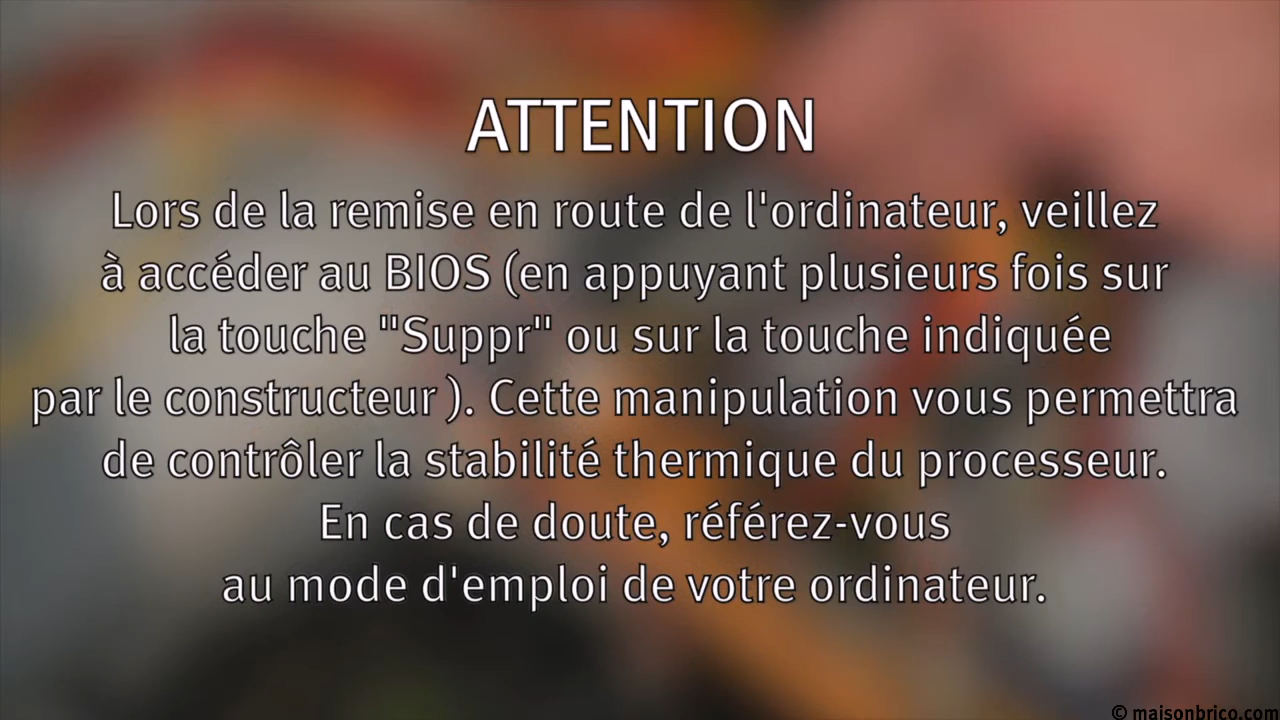 ATTENTION
Lors de la remise en route de l'ordinateur, veillez
à accéder au BIOS (en appuyant plusieurs fois sur
la touche "Suppr" ou sur la touche indiquée
par le constructeur ). Cette manipulation vous permettra
de contrôler la stabilité thermique du processeur.
En cas de doute, référez-vous
au mode d'emploi de votre ordinateur.
© maisonbrico.com